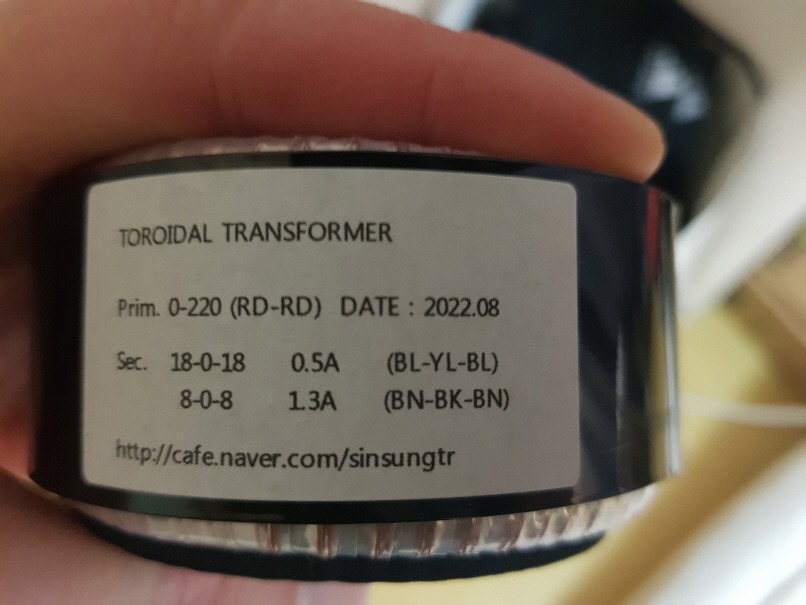 TOROIDAL TRANSFORMER
Prim. 0-220 (RD-RD) DATE : 2022.08
Sec. 18-0-18 0.5A (BL-YL-BL)
8-0-8 1.3A (BN-BK-BN)
http://cafe.naver.com/sinsungtr